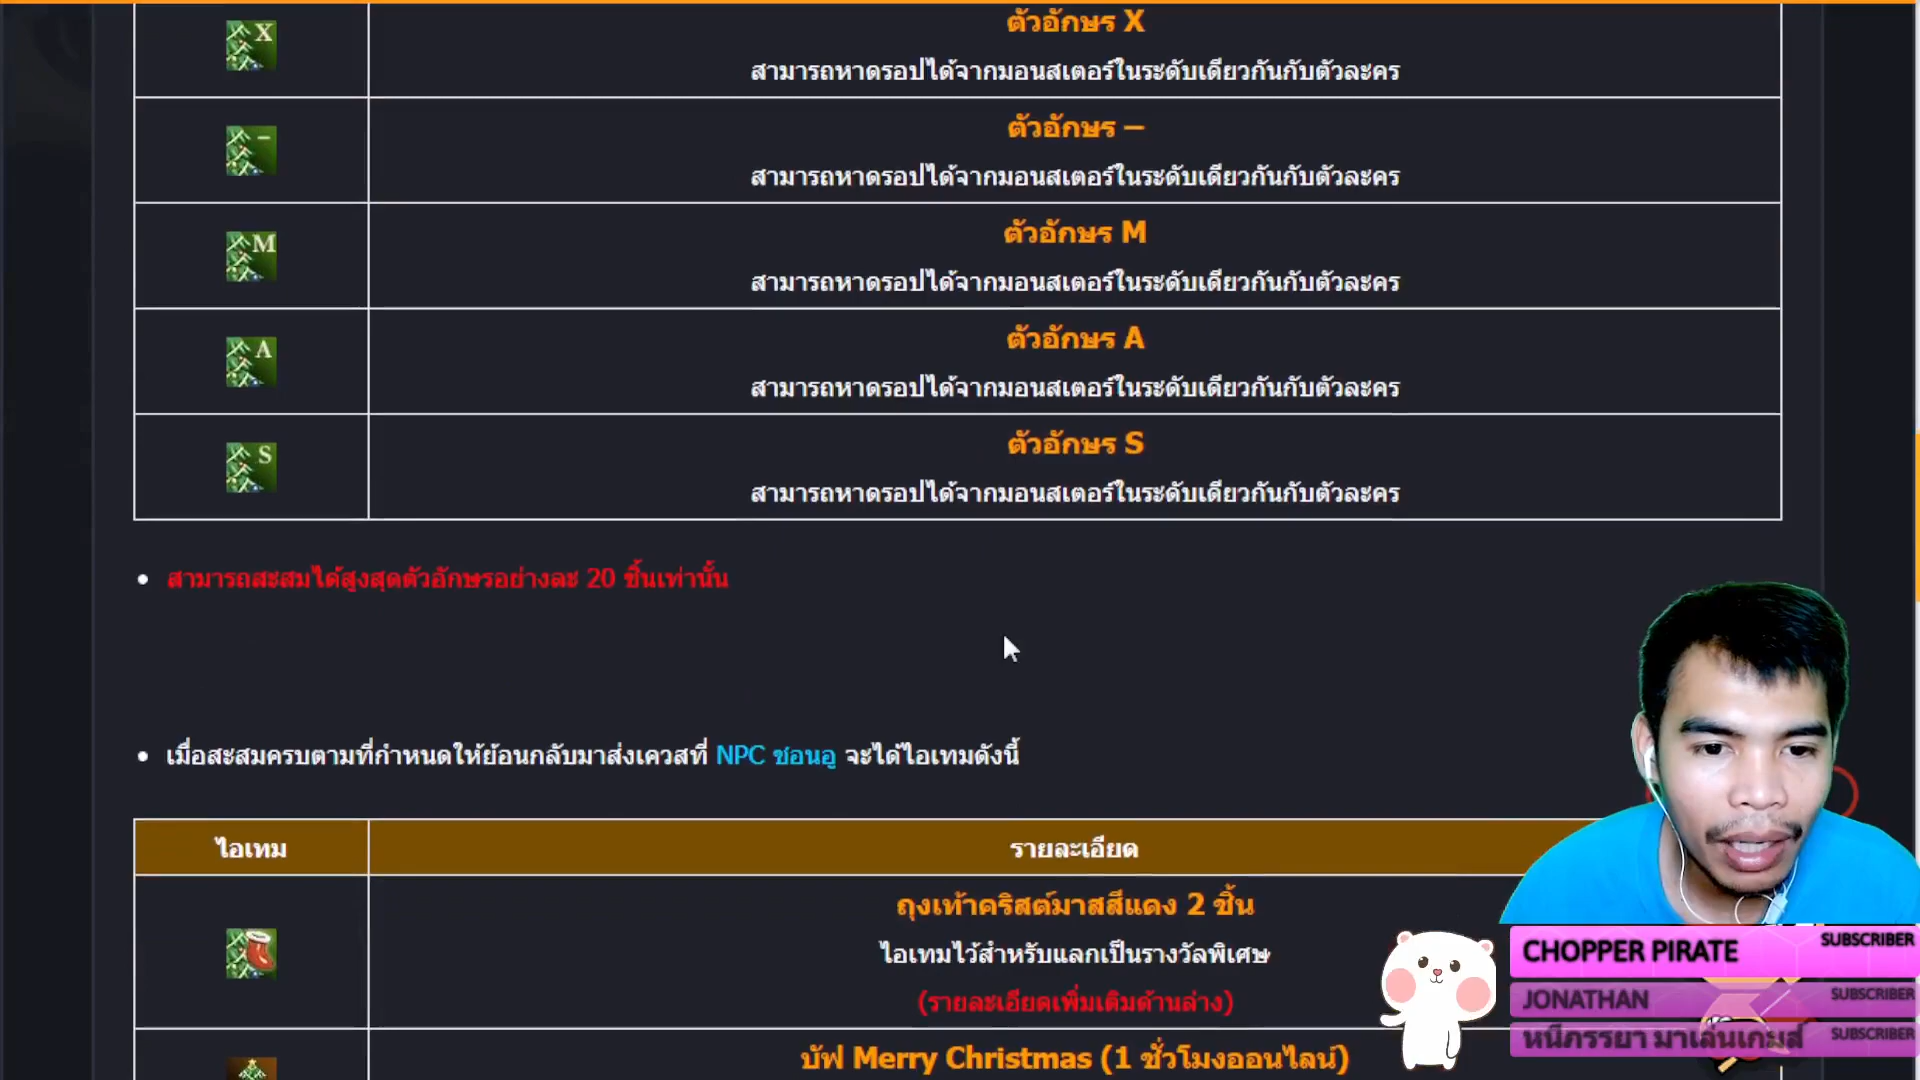 X
ตัวอักษร X
สามารถหาดรอปได้จากมอนสเตอร์ในระดับเดียวกันกับตัวละคร
–
ตัวอักษร –
สามารถหาดรอปได้จากมอนสเตอร์ในระดับเดียวกันกับตัวละคร
M
ตัวอักษร M
สามารถหาดรอปได้จากมอนสเตอร์ในระดับเดียวกันกับตัวละคร
A
ตัวอักษร A
สามารถหาดรอปได้จากมอนสเตอร์ในระดับเดียวกันกับตัวละคร
S
ตัวอักษร S
สามารถหาดรอปได้จากมอนสเตอร์ในระดับเดียวกันกับตัวละคร
• สามารถสะสมได้สูงสุดตัวอักษรอย่างละ 20 ชิ้นเท่านั้น
• เมื่อสะสมครบตามที่กำหนดให้ย้อนกลับมาส่งเควสที่ NPC ชอนอู จะได้ไอเทมดังนี้
ไอเทม รายละเอียด
ถุงเท้าคริสต์มาสสีแดง 2 ชิ้น
ไอเทมไว้สำหรับแลกเป็นรางวัลพิเศษ
(รายละเอียดเพิ่มเติมด้านล่าง)
บัฟ Merry Christmas (1 ชั่วโมงออนไลน์)
CHOPPER PIRATE SUBSCRIBER
JONATHAN SUBSCRIBER
หนีภรรยา มาเล่นเกมส์ SUBSCRIBER